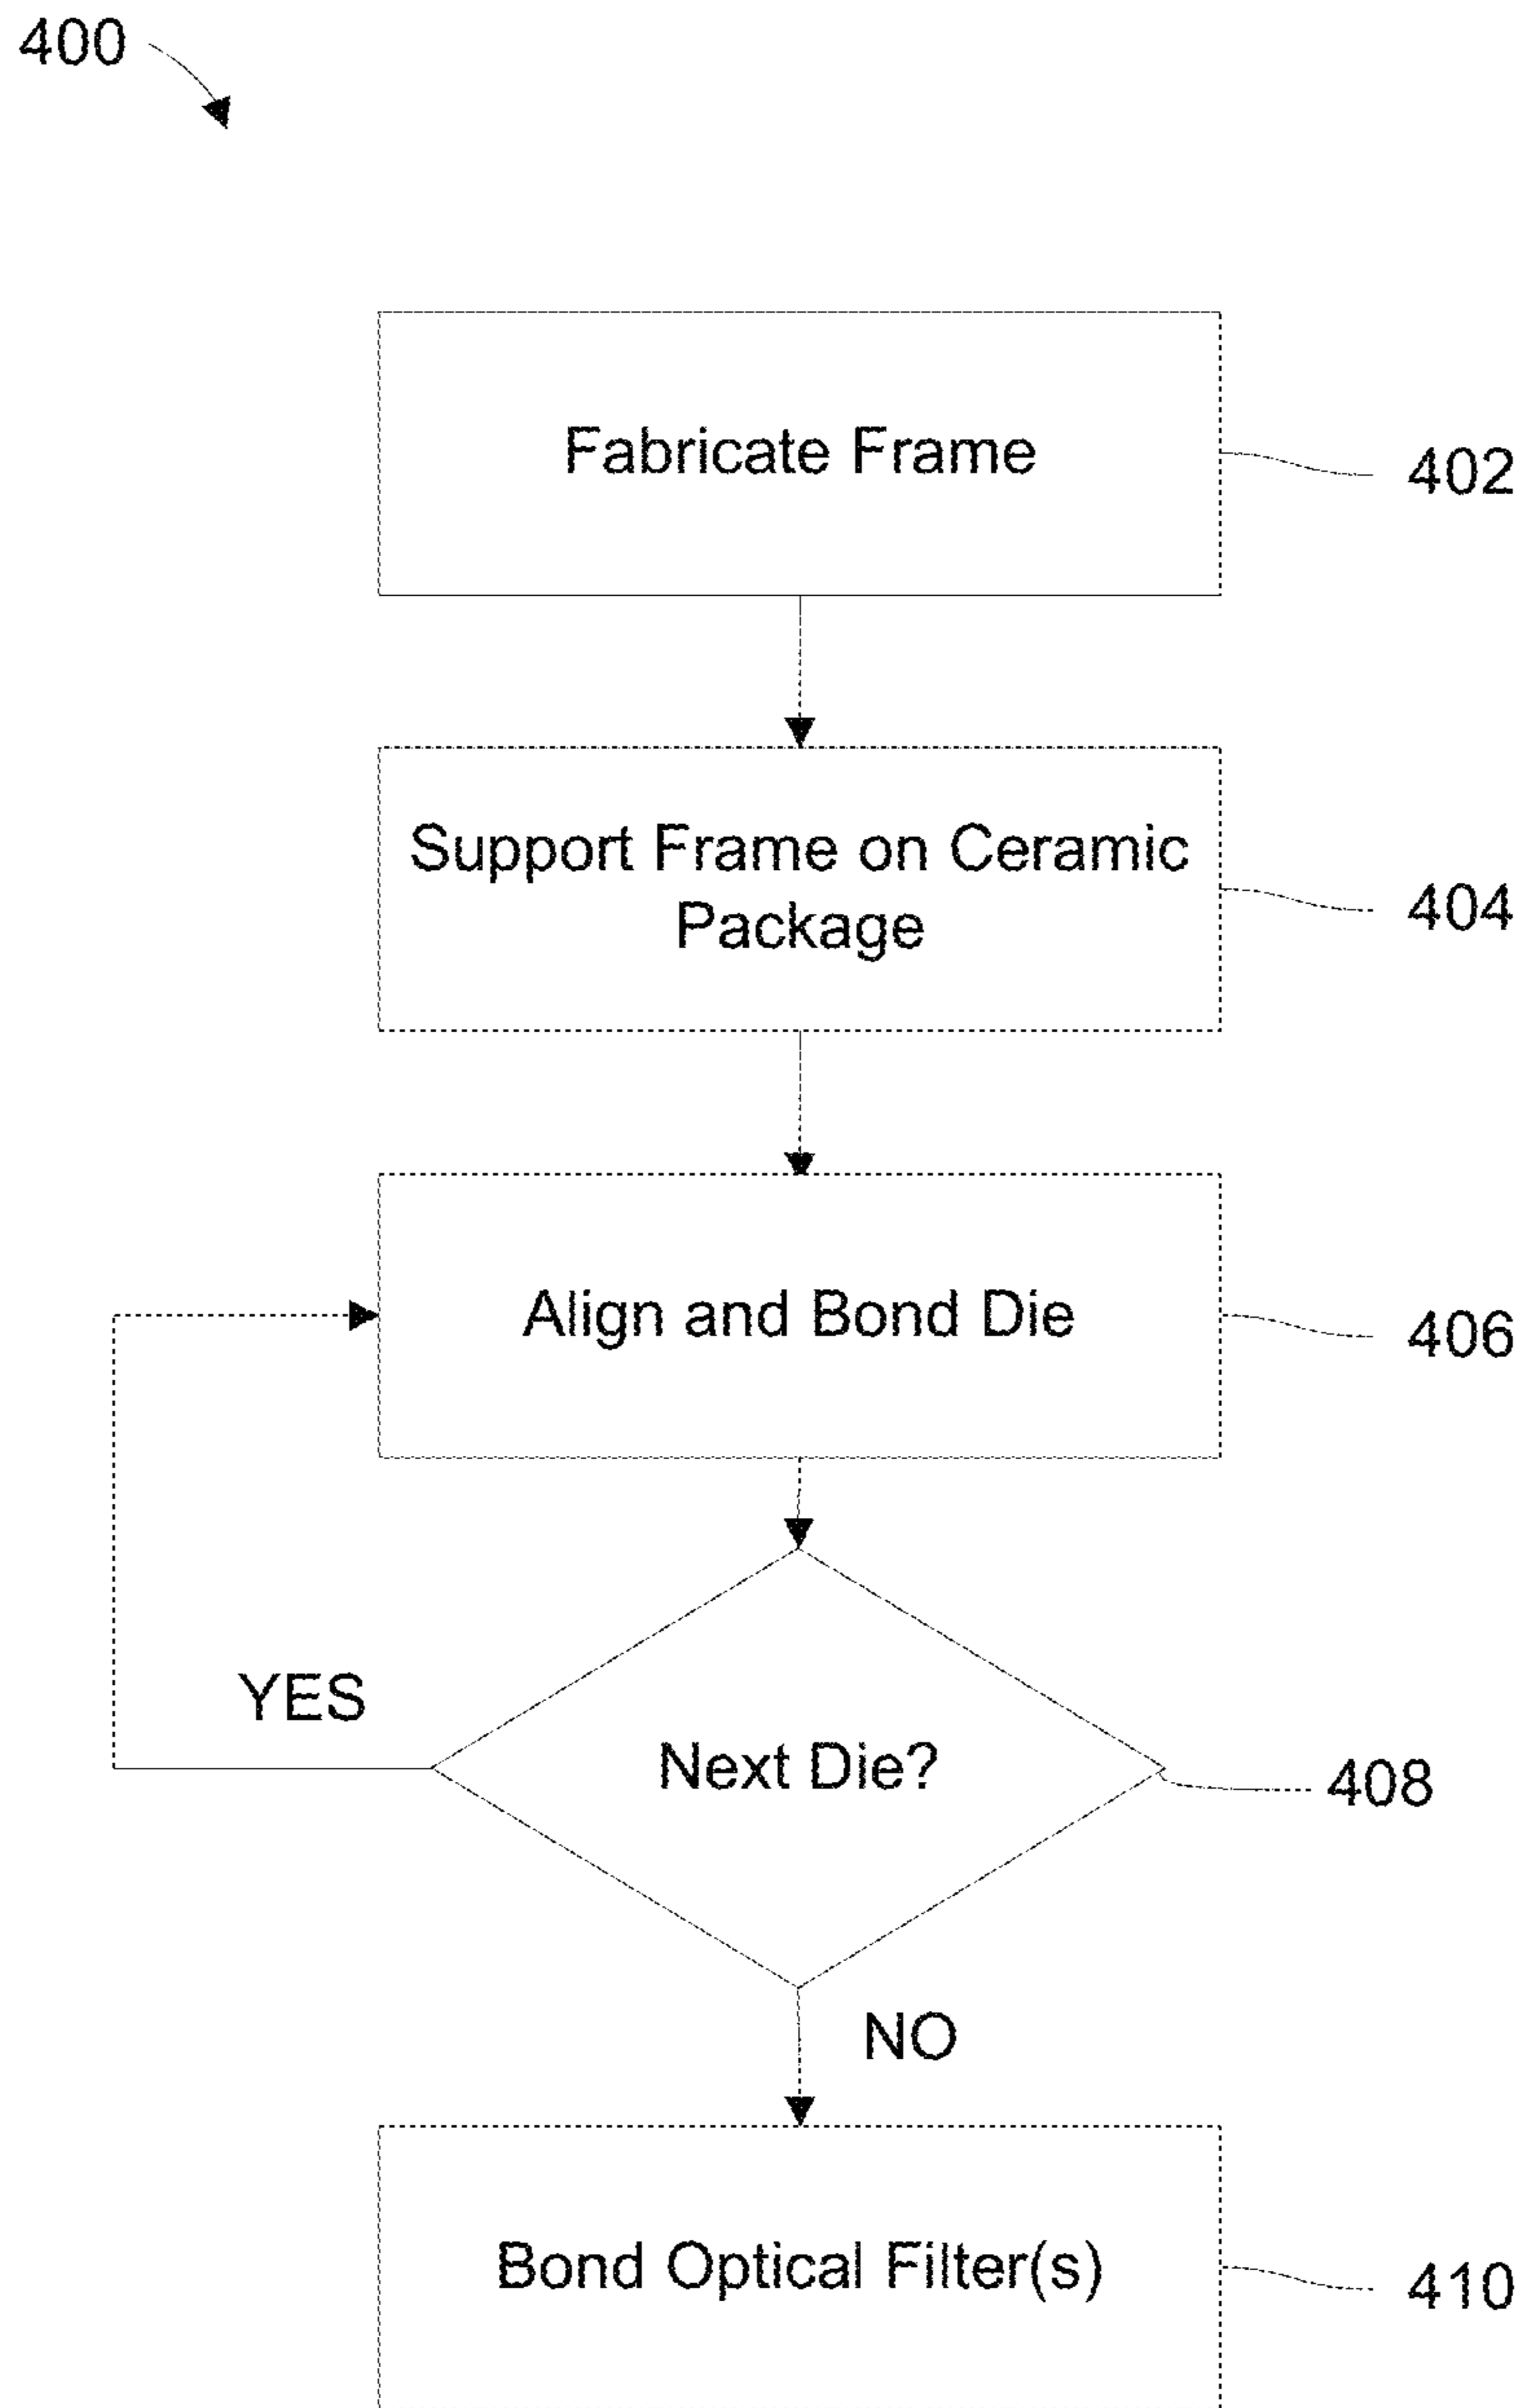 400
Fabricate Frame
402
Support Frame on Ceramic
Package
404
Align and Bond Die
406
YES
Next Die?
408
NO
Bond Optical Filter(s)
410